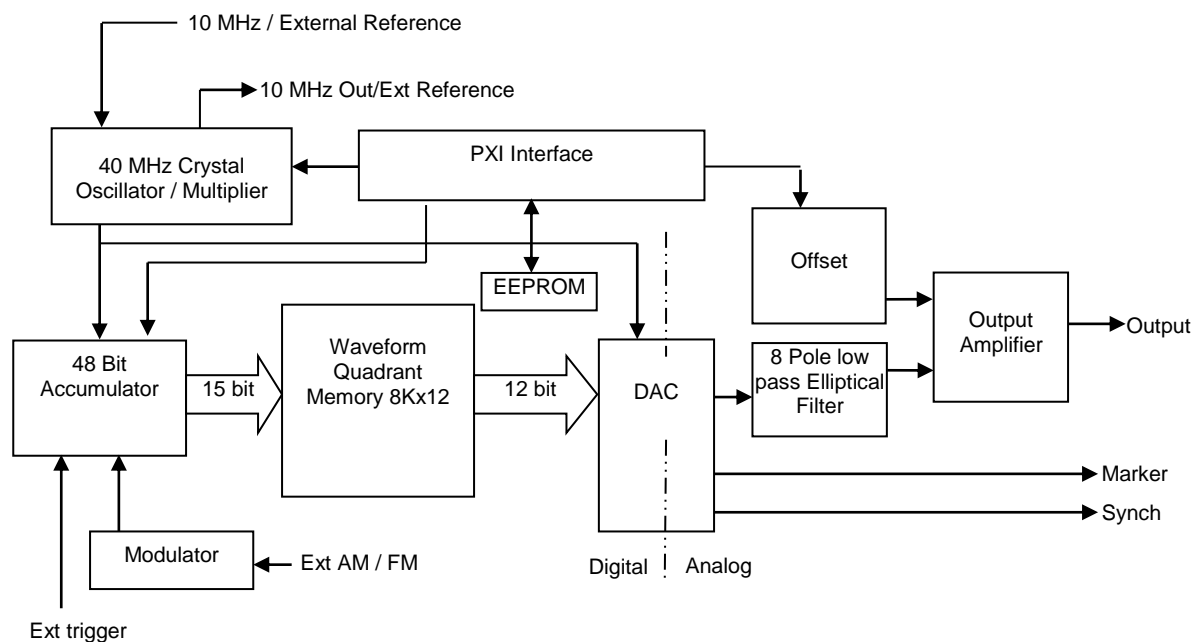 10 MHz / External Reference
10 MHz Out/Ext Reference
40 MHz Crystal
Oscillator / Multiplier
PXI Interface
Offset
EEPROM
Output
Amplifier
Output
48 Bit
Accumulator
15 bit
Waveform
Quadrant
Memory 8Kx12
12 bit
DAC
8 Pole low
pass Elliptical
Filter
Marker
Synch
Modulator
Ext AM / FM
Digital
Analog
Ext trigger